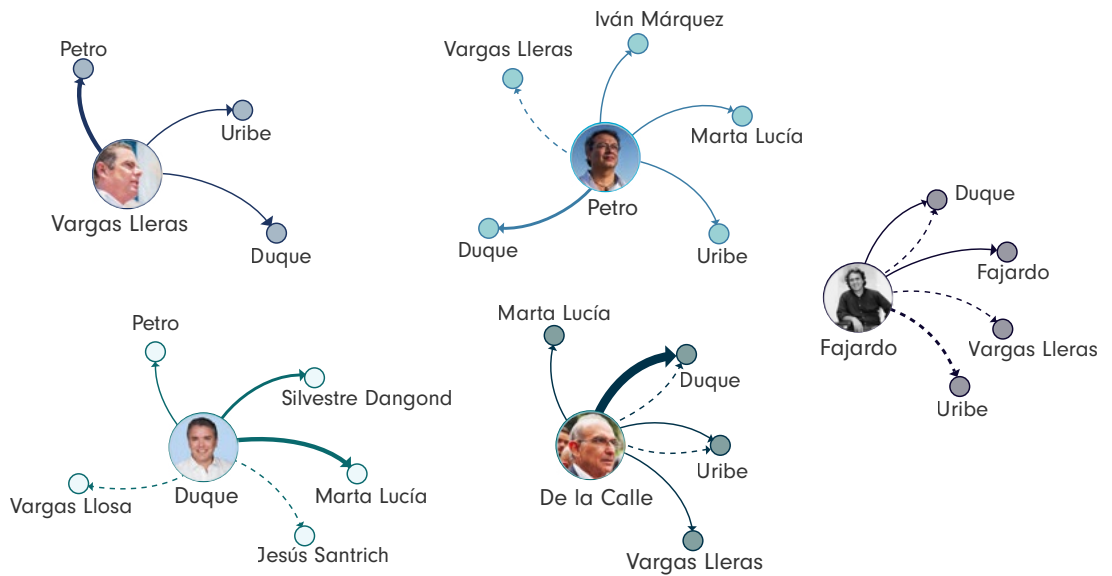 Petro
Uribe
Vargas Lleras
Duque
Iván Márquez
Vargas Lleras
Marta Lucía
Petro
Duque
Uribe
Duque
Fajardo
Fajardo
Vargas Lleras
Uribe
Petro
Silvestre Dangond
Duque
Marta Lucía
Vargas Llosa
Jesús Santrich
Marta Lucía
Duque
Uribe
De la Calle
Vargas Lleras